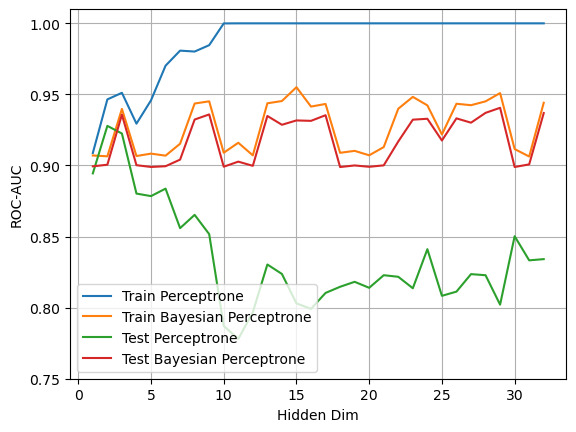 1.00
0.95
0.90
0.85
0.80
0.75
ROC-AUC
Train Perceptrone
Train Bayesian Perceptrone
Test Perceptrone
Test Bayesian Perceptrone
0 5 10 15 20 25 30
Hidden Dim